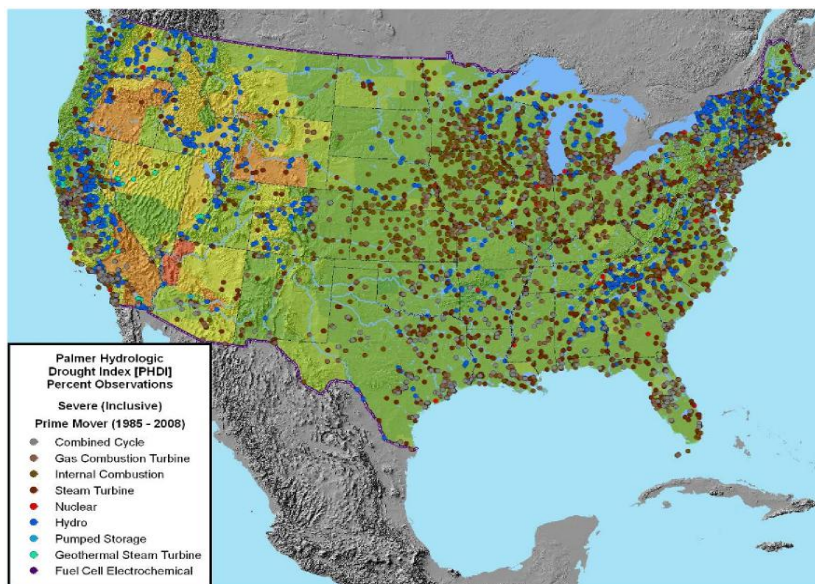 Palmer Hydrologic
Drought Index [PHDI]
Percent Observations
Severe (Inclusive)
Prime Mover (1985 - 2008)
Combined Cycle
Gas Combustion Turbine
Internal Combustion
Steam Turbine
Nuclear
Hydro
Pumped Storage
Geothermal Steam Turbine
Fuel Cell Electrochemical